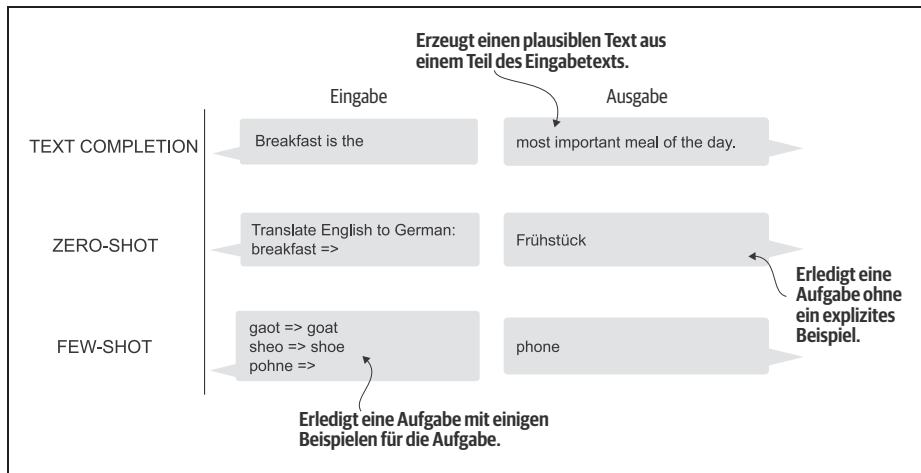 Erzeugt einen plausiblen Text aus
einem Teil des Eingabetexts.
Eingabe
Ausgabe
TEXT COMPLETION
Breakfast is the
most important meal of the day.
ZERO-SHOT
Translate English to German:
breakfast =>
Frühstück
Erledigt eine
Aufgabe ohne
ein explizites
Beispiel.
FEW-SHOT
gaot => goat
sheo => shoe
pohne =>
phone
Erledigt eine Aufgabe mit einigen
Beispielen für die Aufgabe.